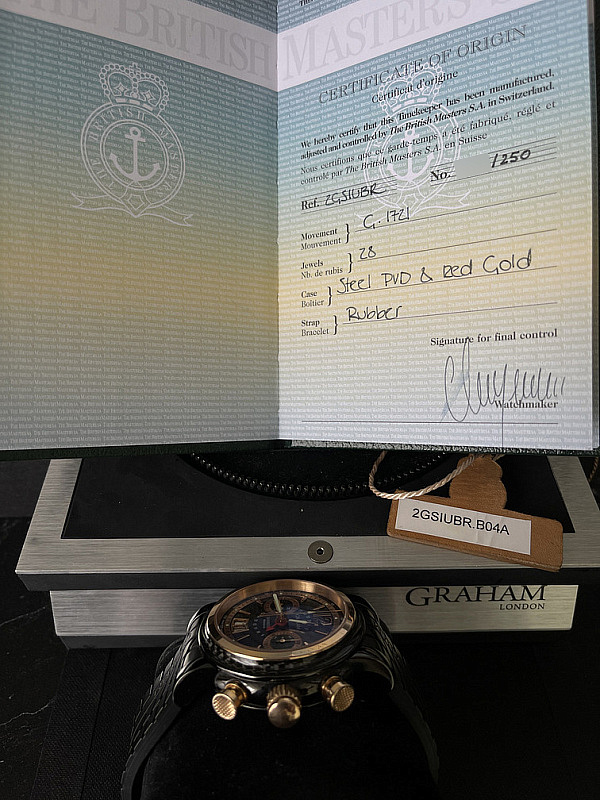 THE BRITISH MASTERS
CERTIFICATE OF ORIGIN
Certificat d'origine
We hereby certify that this Timekeeper has been manufactured,
adjusted and controlled by The British Masters S.A. in Switzerland.
Nous certifions que ce garde-temps a été fabriqué, réglé et
contrôlé par The British Masters S.A. en Suisse
Ref. 2GSIUBR No. /250
Movement
Mouvement } G-1721
Jewels
Nb. de rubis } 28
Case
Boîtier } Steel PVD & Red Gold
Strap
Bracelet } Rubber
Signature for final control
Watchmaker
2GSIUBR.B04A
GRAHAM
LONDON